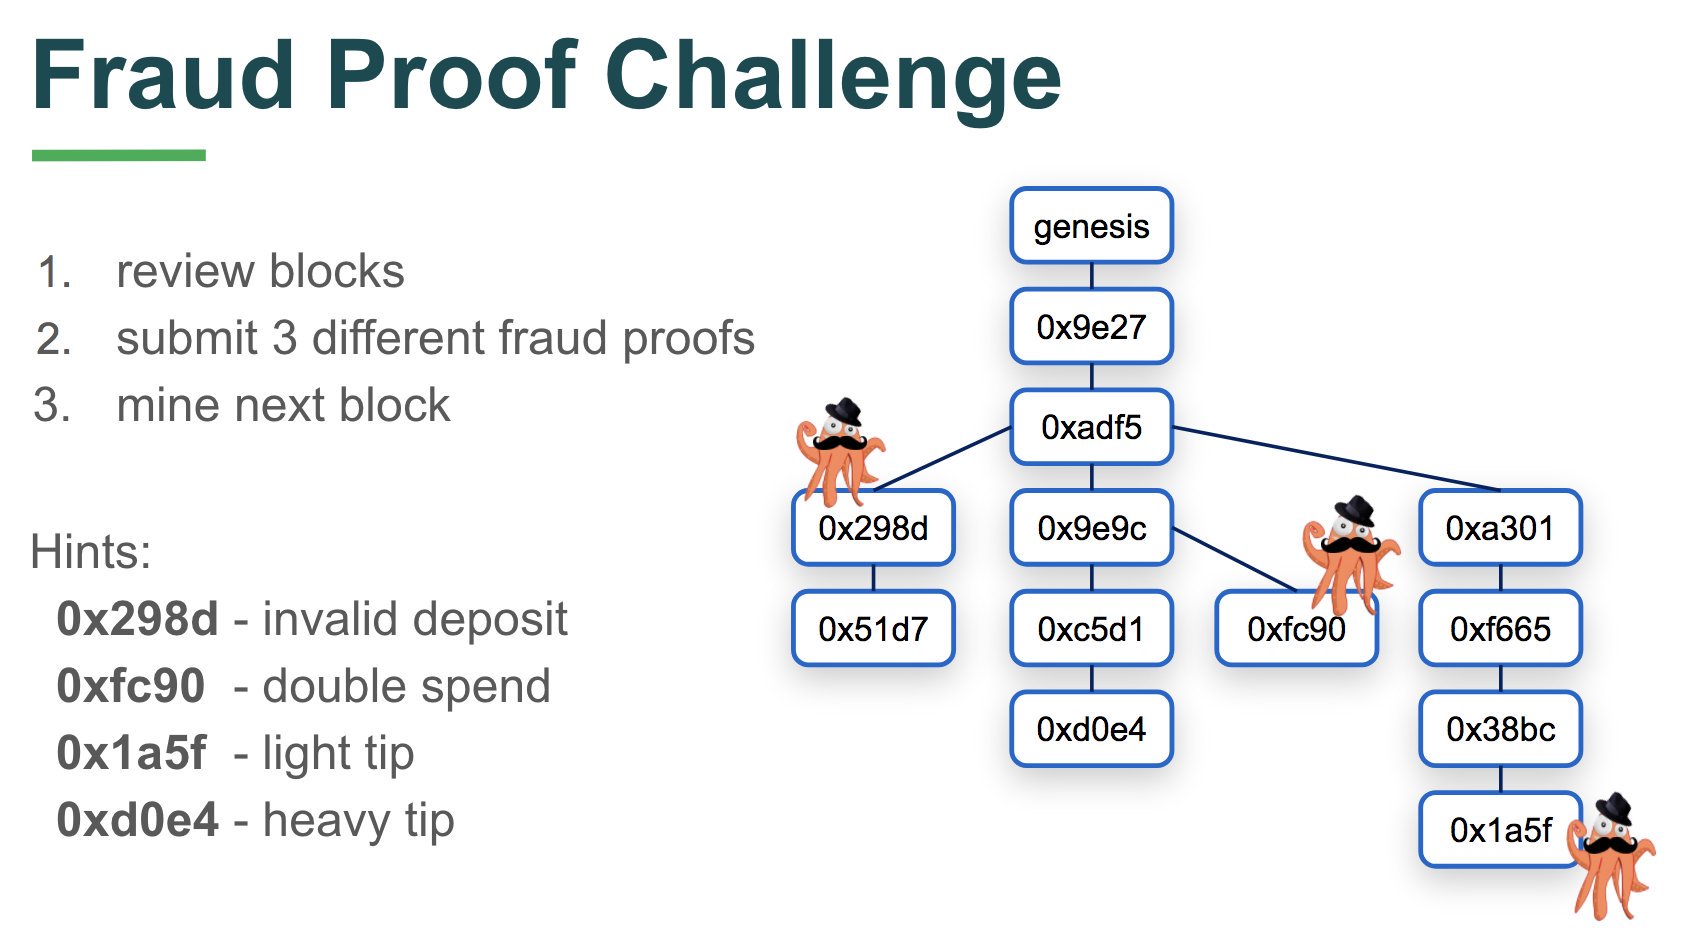 Fraud Proof Challenge
1. review blocks
2. submit 3 different fraud proofs
3. mine next block
Hints:
0x298d - invalid deposit
0xfc90 - double spend
0x1a5f - light tip
0xd0e4 - heavy tip
genesis
0x9e27
0xadf5
0x298d
0x9e9c
0xa301
0x51d7
0xc5d1
0xfc90
0xf665
0xd0e4
0x38bc
0x1a5f